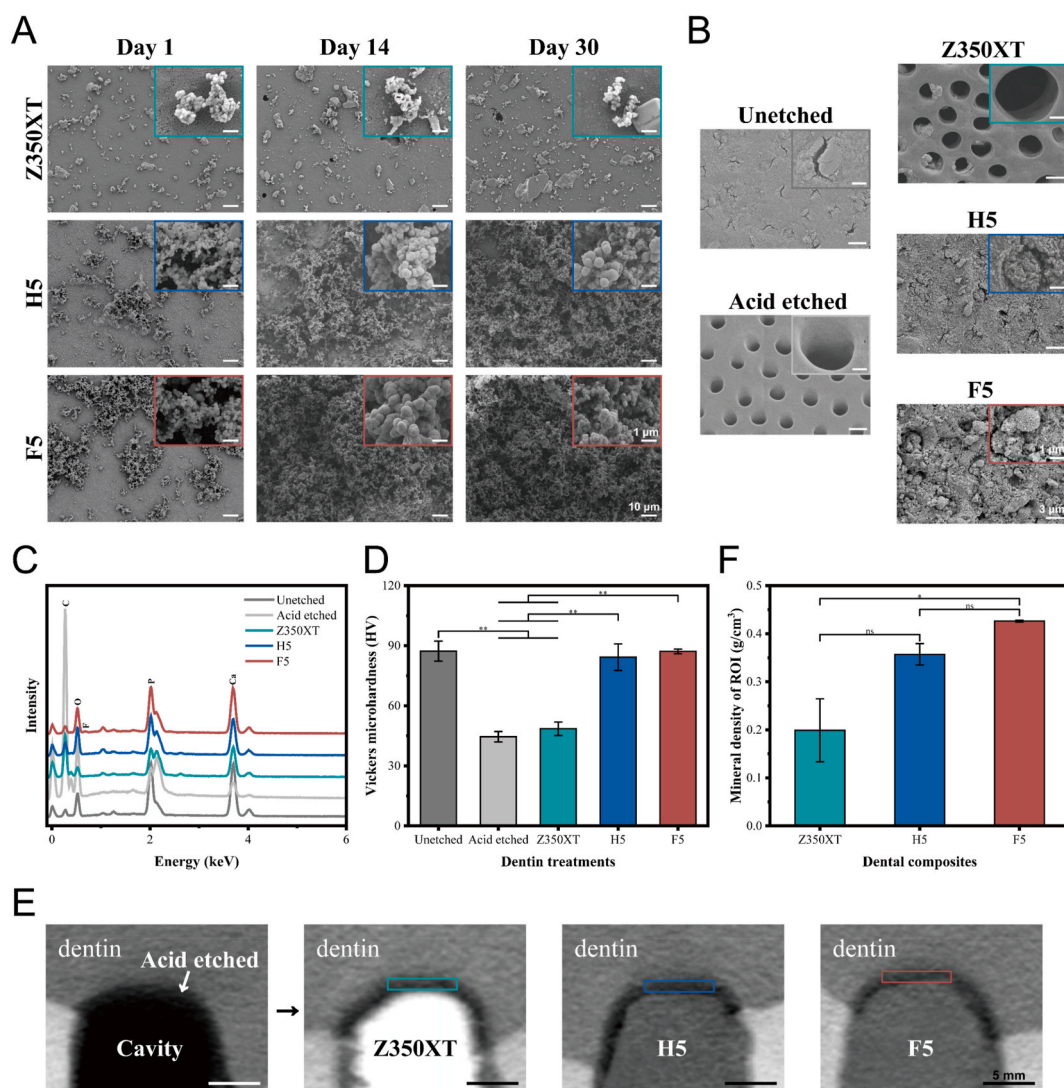 A
Day 1
Day 14
Day 30
Z350XT
H5
F5
1 µm
10 µm
B
Unetched
Acid etched
Z350XT
H5
F5
1 µm
3 µm
C
Intensity
C
O
F
P
Ca
Unetched
Acid etched
Z350XT
H5
F5
0
2
4
6
Energy (keV)
D
Vickers microhardness (HV)
120
90
60
30
0
**
**
**
Unetched
Acid etched
Z350XT
H5
F5
Dentin treatments
F
Mineral density of ROI (g/cm³)
0.5
0.4
0.3
0.2
0.1
0.0
*
ns
ns
Z350XT
H5
F5
Dental composites
E
dentin
Acid etched
Cavity
dentin
Z350XT
dentin
H5
dentin
F5
5 mm